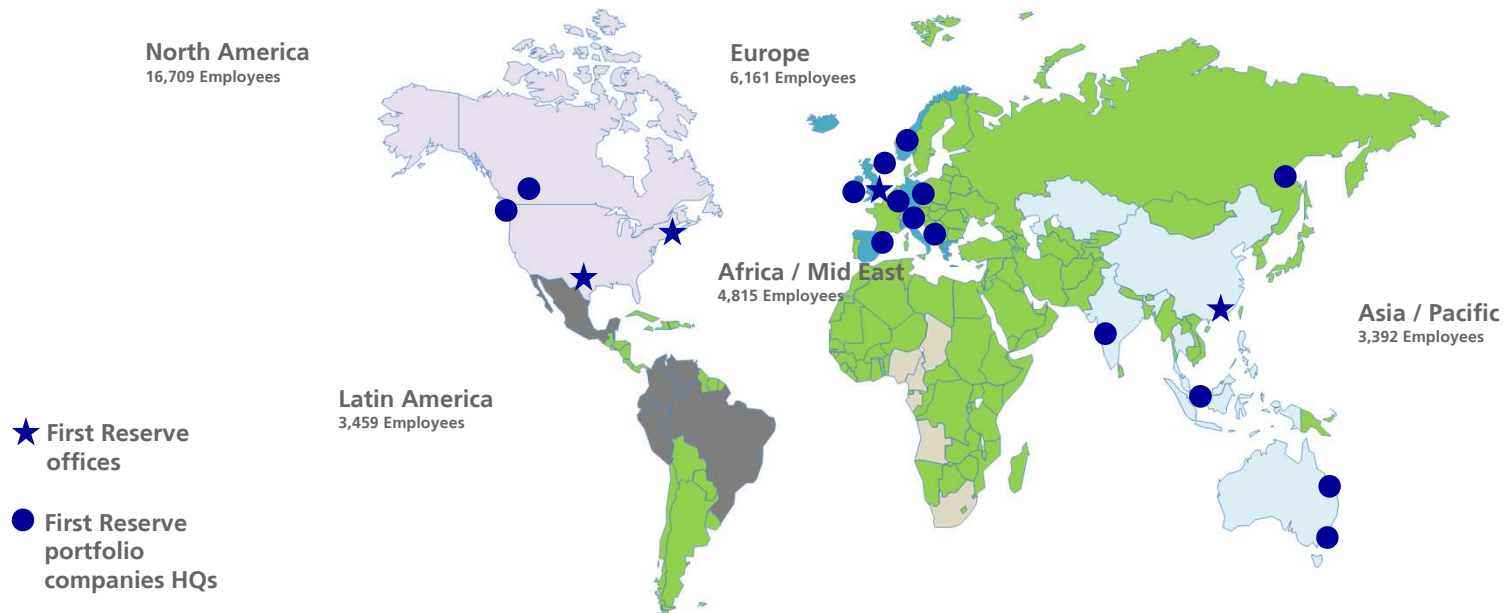 North America
16,709 Employees
Europe
6,161 Employees
Africa / Mid East
4,815 Employees
Asia / Pacific
3,392 Employees
Latin America
3,459 Employees
First Reserve
offices
First Reserve
portfolio
companies HQs